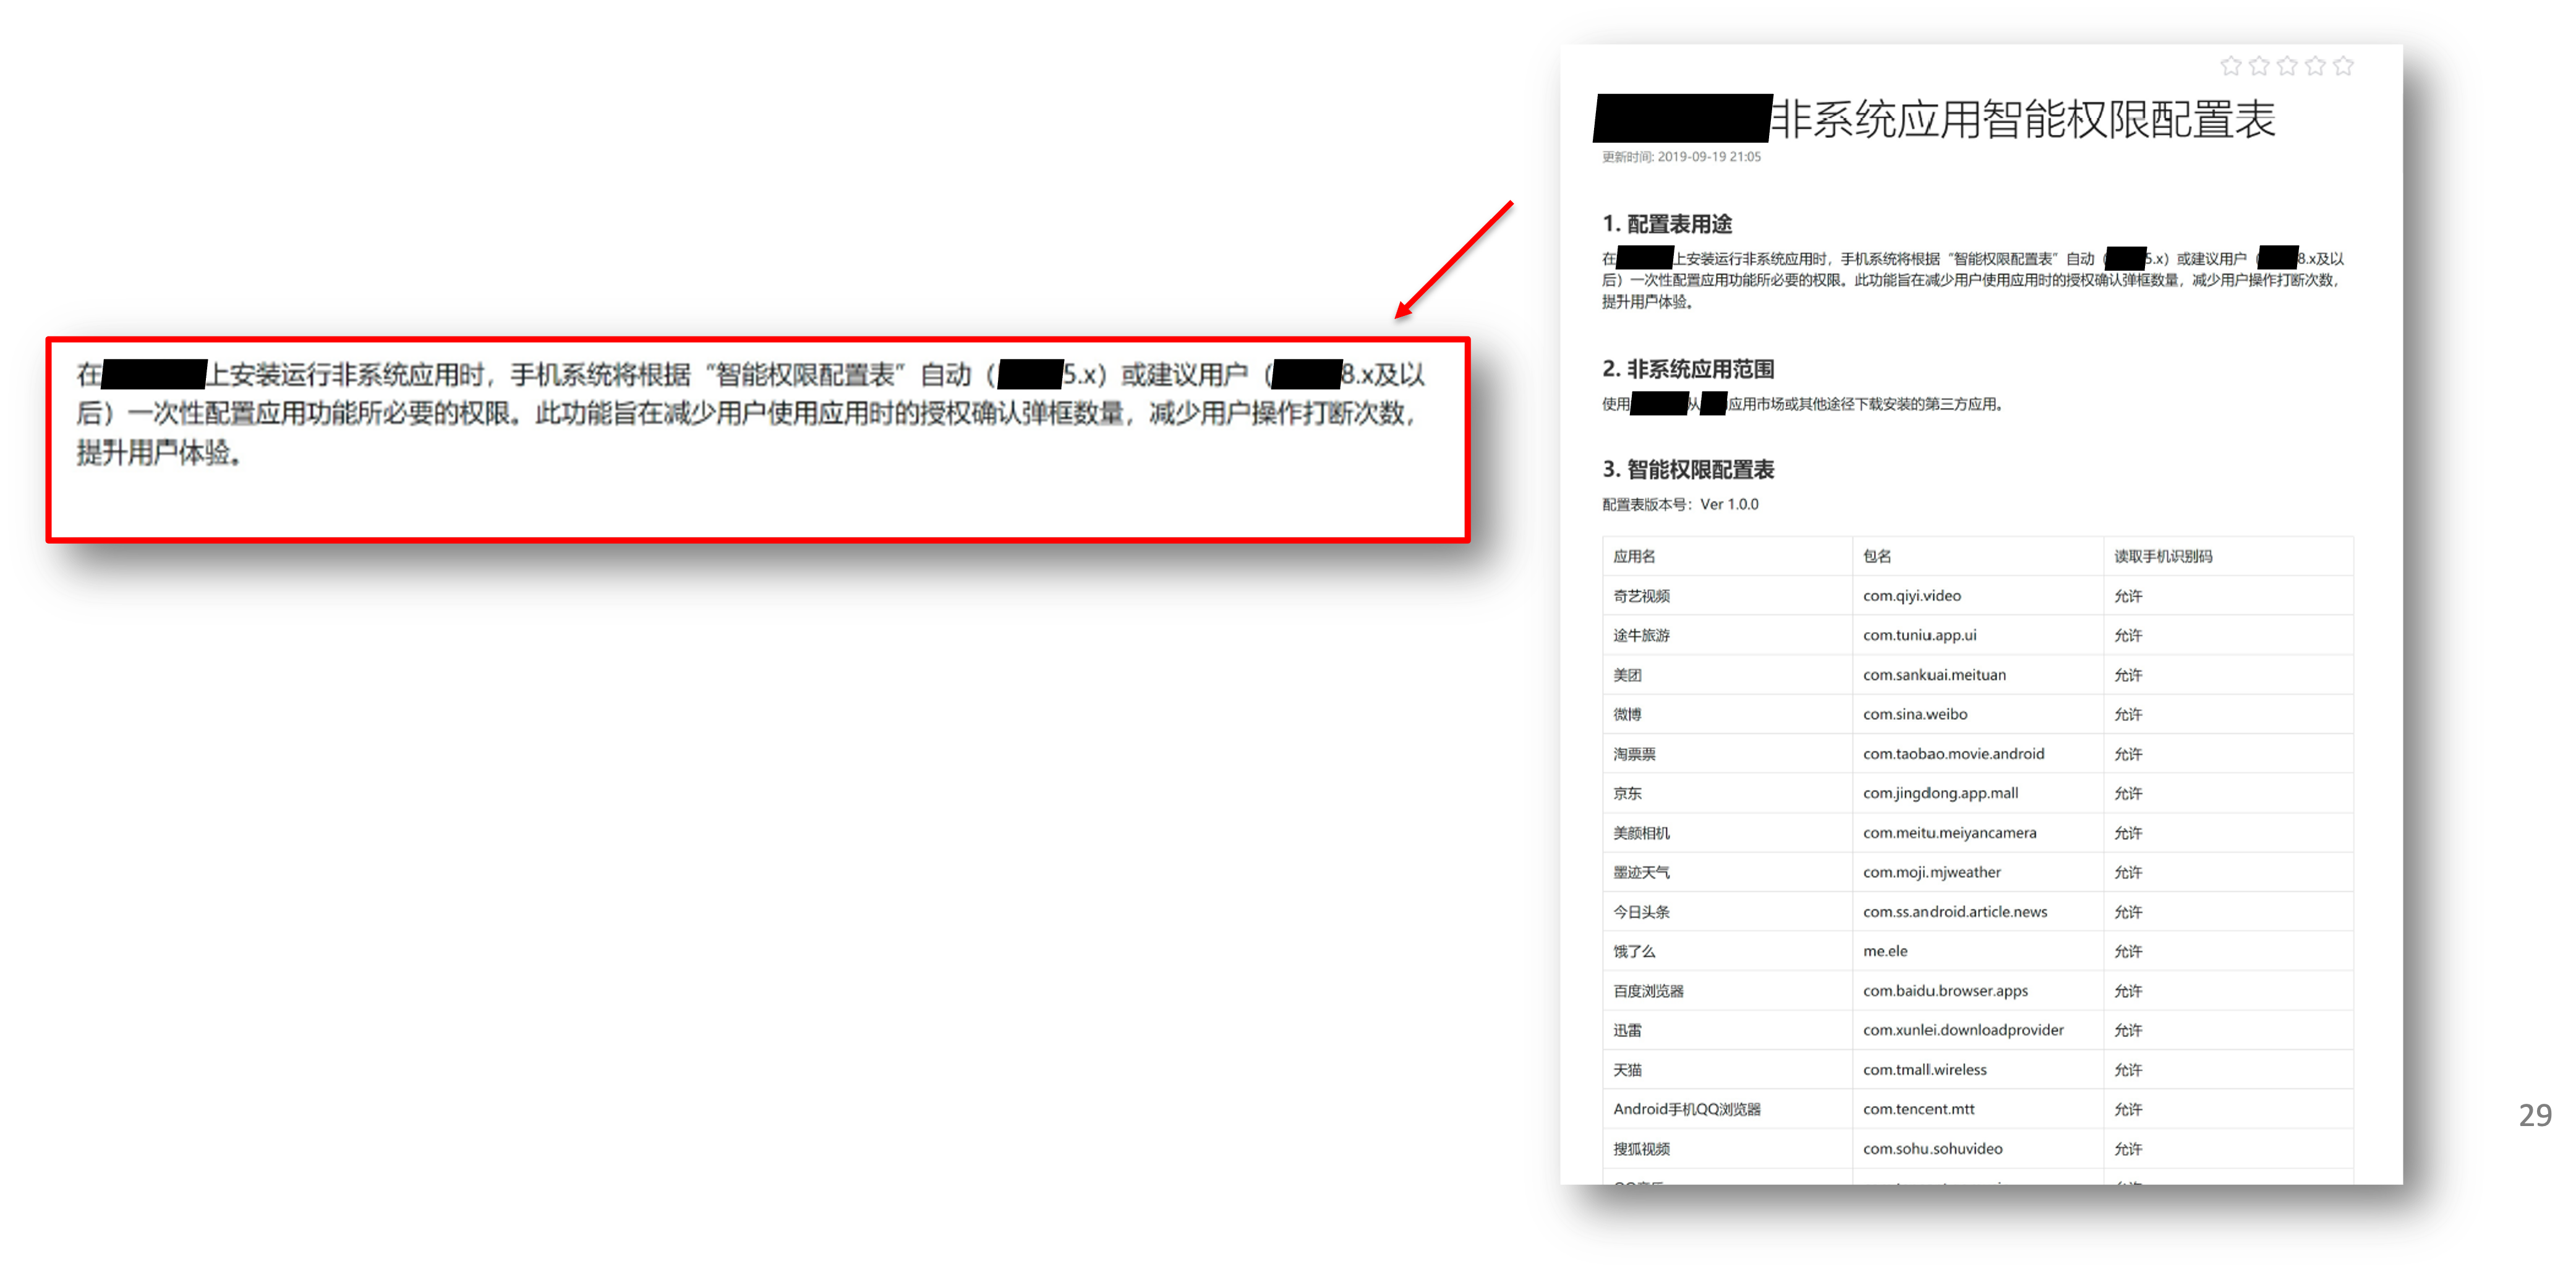 在上安装运行非系统应用时，手机系统将根据“智能权限配置表”自动（5.x）或建议用户（8.x及以
后）一次性配置应用功能所必要的权限。此功能旨在减少用户使用应用时的授权确认弹框数量，减少用户操作打断次数，
提升用户体验。
非系统应用智能权限配置表
更新时间: 2019-09-19 21:05
1. 配置表用途
在上安装运行非系统应用时，手机系统将根据“智能权限配置表”自动（5.x）或建议用户（8.x及以
后）一次性配置应用功能所必要的权限。此功能旨在减少用户使用应用时的授权确认弹框数量，减少用户操作打断次数，
提升用户体验。
2. 非系统应用范围
使用从应用市场或其他途径下载安装的第三方应用。
3. 智能权限配置表
配置表版本号：Ver 1.0.0
应用名 包名 读取手机识别码
奇艺视频 com.qiyi.video 允许
途牛旅游 com.tuniu.app.ui 允许
美团 com.sankuai.meituan 允许
微博 com.sina.weibo 允许
淘票票 com.taobao.movie.android 允许
京东 com.jingdong.app.mall 允许
美颜相机 com.meitu.meiyancamera 允许
墨迹天气 com.moji.mjweather 允许
今日头条 com.ss.android.article.news 允许
饿了么 me.ele 允许
百度浏览器 com.baidu.browser.apps 允许
迅雷 com.xunlei.downloadprovider 允许
天猫 com.tmall.wireless 允许
Android手机QQ浏览器 com.tencent.mtt 允许
搜狐视频 com.sohu.sohuvideo 允许
29